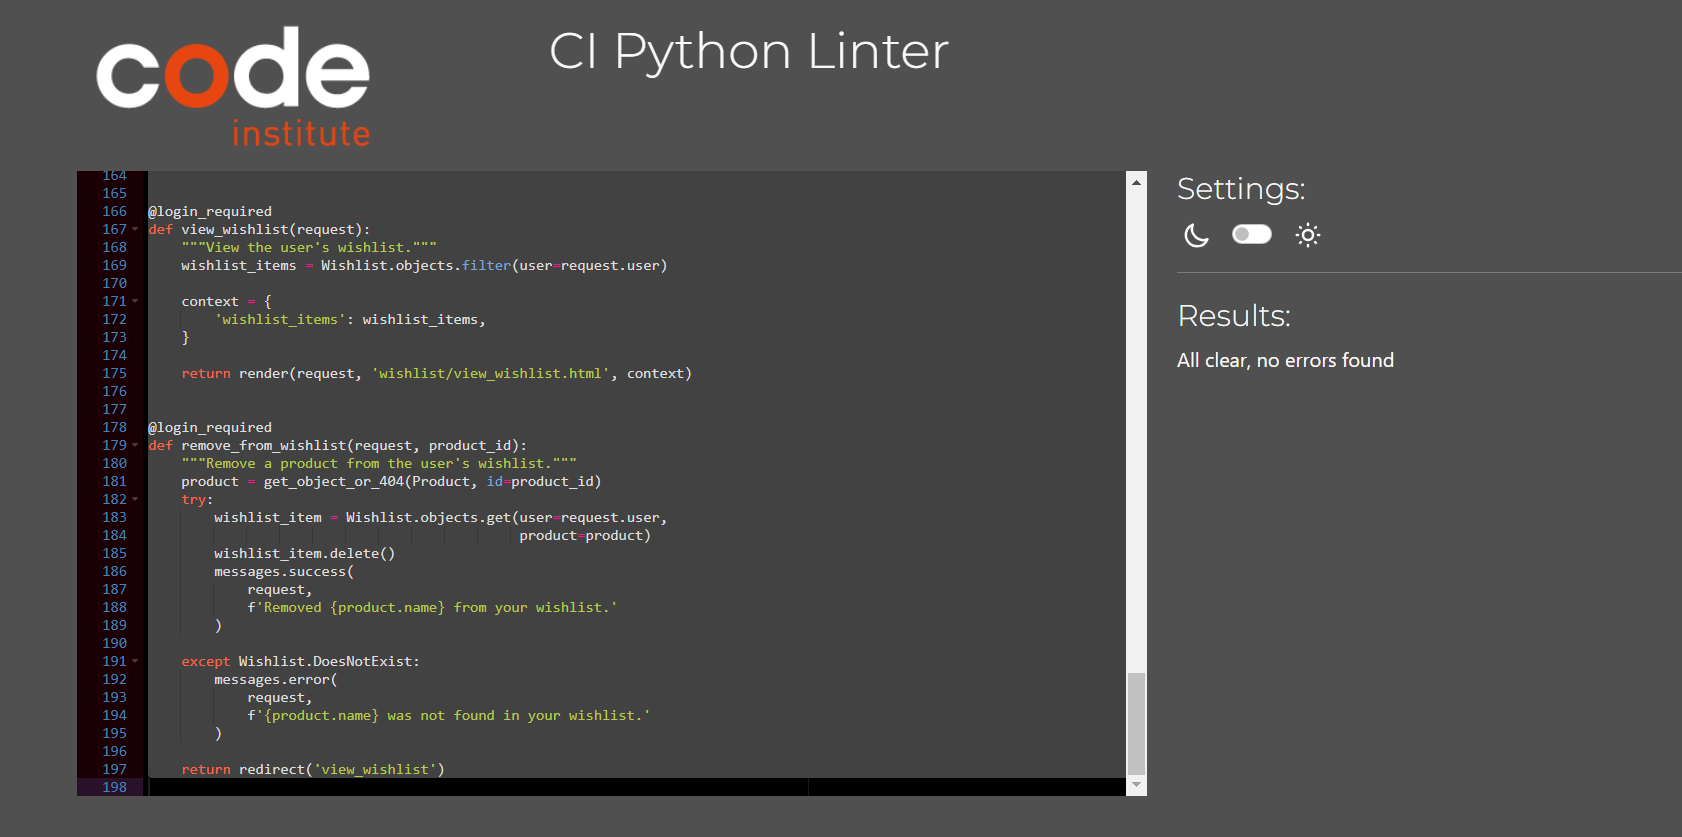 code
institute
CI Python Linter
164
165
166 @login_required
167 def view_wishlist(request):
168     """View the user's wishlist."""
169     wishlist_items = Wishlist.objects.filter(user=request.user)
170
171     context = {
172         'wishlist_items': wishlist_items,
173     }
174
175     return render(request, 'wishlist/view_wishlist.html', context)
176
177
178 @login_required
179 def remove_from_wishlist(request, product_id):
180     """Remove a product from the user's wishlist."""
181     product = get_object_or_404(Product, id=product_id)
182     try:
183         wishlist_item = Wishlist.objects.get(user=request.user,
184                                              product=product)
185         wishlist_item.delete()
186         messages.success(
187             request,
188             f'Removed {product.name} from your wishlist.'
189         )
190
191     except Wishlist.DoesNotExist:
192         messages.error(
193             request,
194             f'{product.name} was not found in your wishlist.'
195         )
196
197     return redirect('view_wishlist')
198
Settings:
Results:
All clear, no errors found